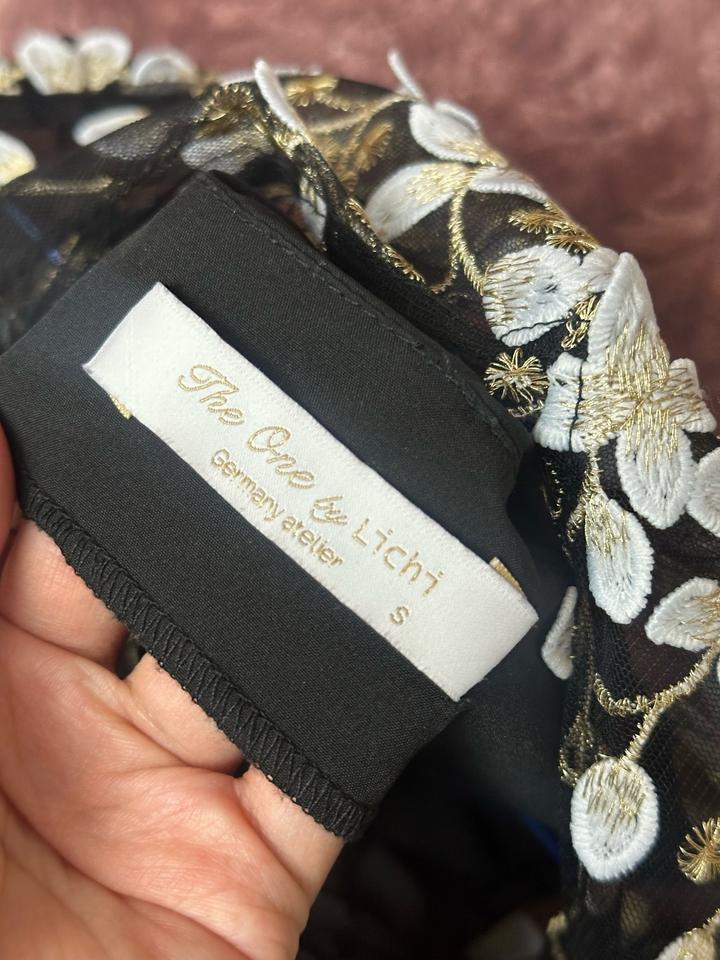 The One by Lichi
Germany atelier
S